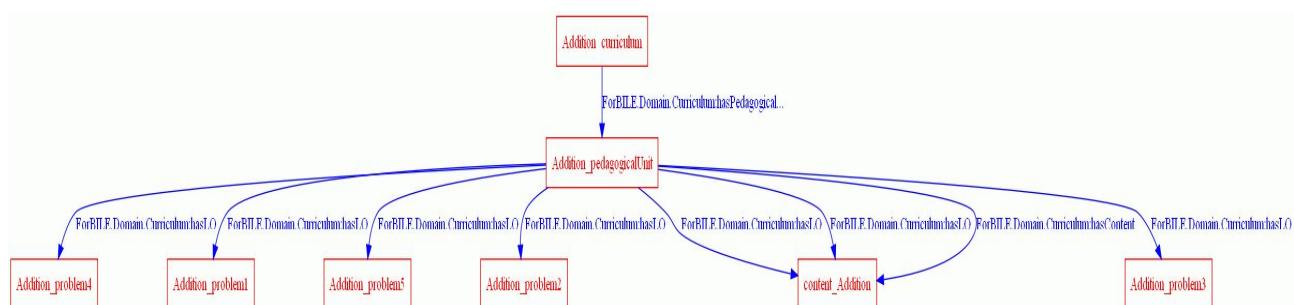 Addition_curriculum
ForBILE.Domain.Curriculum:hasPedagogical...
Addition_pedagogicalUnit
ForBILE.Domain.Curriculum:hasLO
ForBILE.Domain.Curriculum:hasLO
ForBILE.Domain.Curriculum:hasLO
ForBILE.Domain.Curriculum:hasLO
ForBILE.Domain.Curriculum:hasLO
ForBILE.Domain.Curriculum:hasLO
ForBILE.Domain.Curriculum:hasContent
ForBILE.Domain.Curriculum:hasLO
Addition_problem4
Addition_problem1
Addition_problem5
Addition_problem2
content_Addition
Addition_problem3